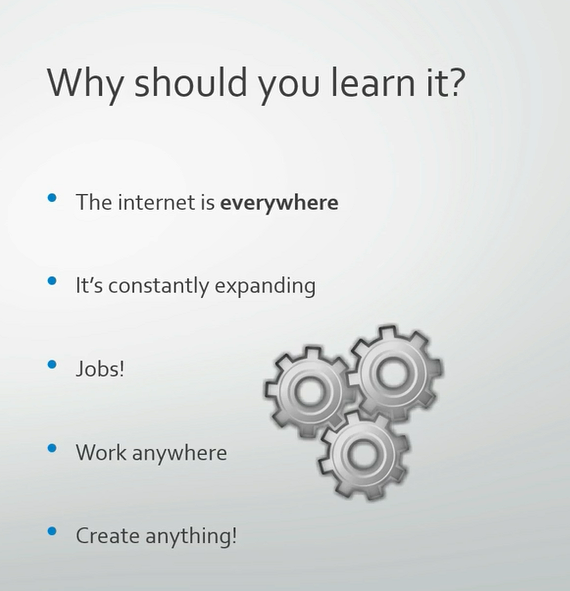 Why should you learn it?
The internet is everywhere
It's constantly expanding
Jobs!
Work anywhere
Create anything!